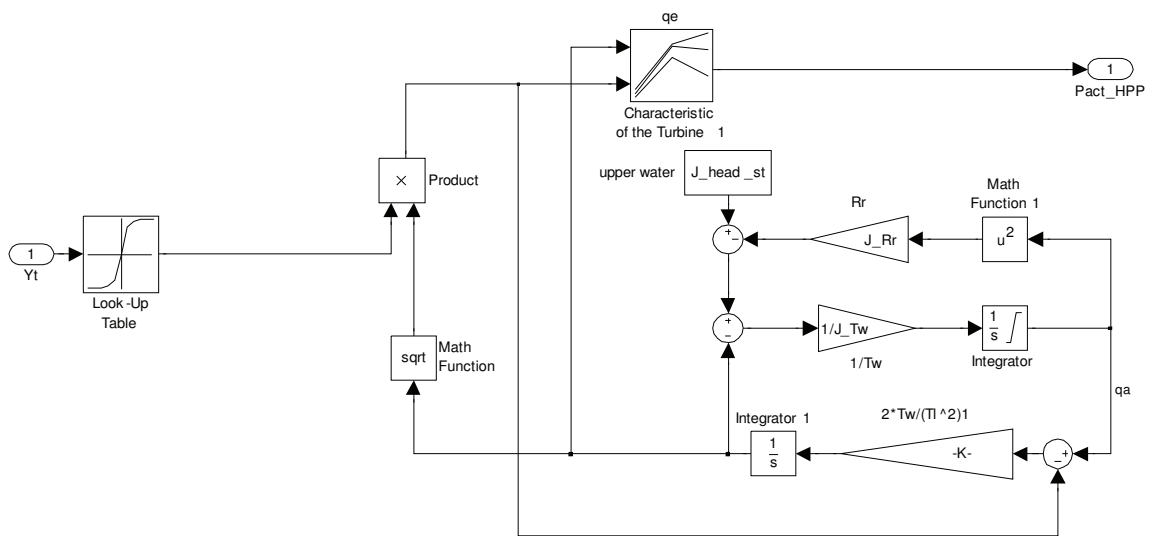 qe
1
Pact_HPP
Characteristic
of the Turbine 1
upper water
J_head _st
Math
Function 1
×
Product
Rr
+
−
J_Rr
u2
1
Yt
Look -Up
Table
+
−
1/J_Tw
1
s
1/Tw
Integrator
sqrt
Math
Function
qa
Integrator 1
2*Tw/(Tl ^2)1
1
s
-K-
+
−